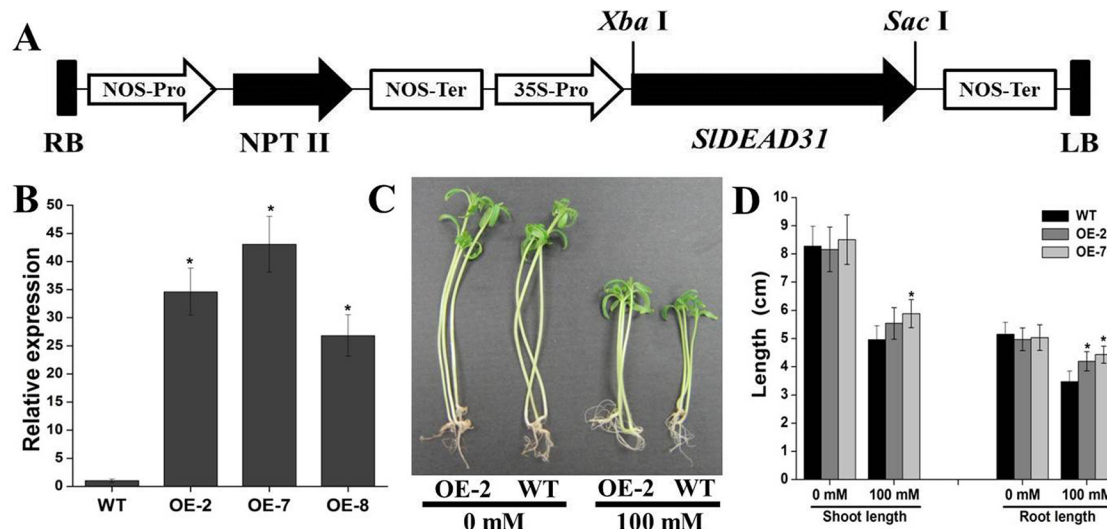 A
Xba I
Sac I
NOS-Pro
NOS-Ter
35S-Pro
NOS-Ter
RB
NPT II
SlDEAD31
LB
B
50
45
40
35
30
25
20
15
10
5
0
Relative expression
*
*
*
WT
OE-2
OE-7
OE-8
C
OE-2
WT
OE-2
WT
0 mM
100 mM
D
10
9
8
7
6
5
4
3
2
1
0
Length (cm)
WT
OE-2
OE-7
*
*
*
0 mM
100 mM
0 mM
100 mM
Shoot length
Root length